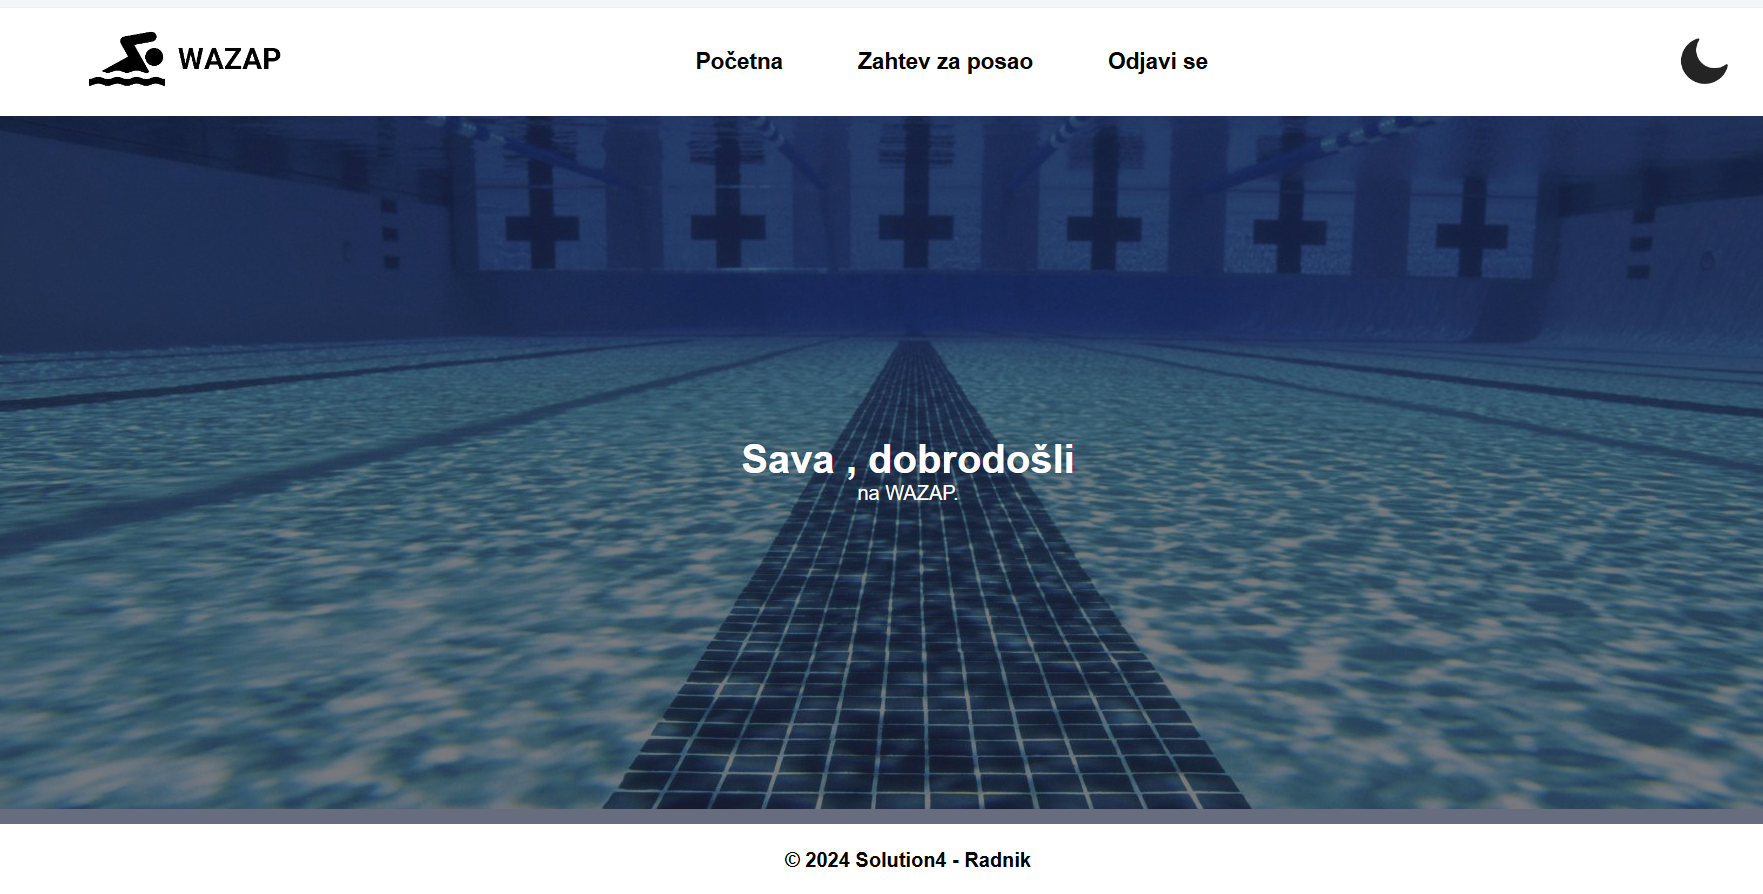 WAZAP
Početna
Zahtev za posao
Odjavi se
Sava , dobrodošli
na WAZAP.
© 2024 Solution4 - Radnik